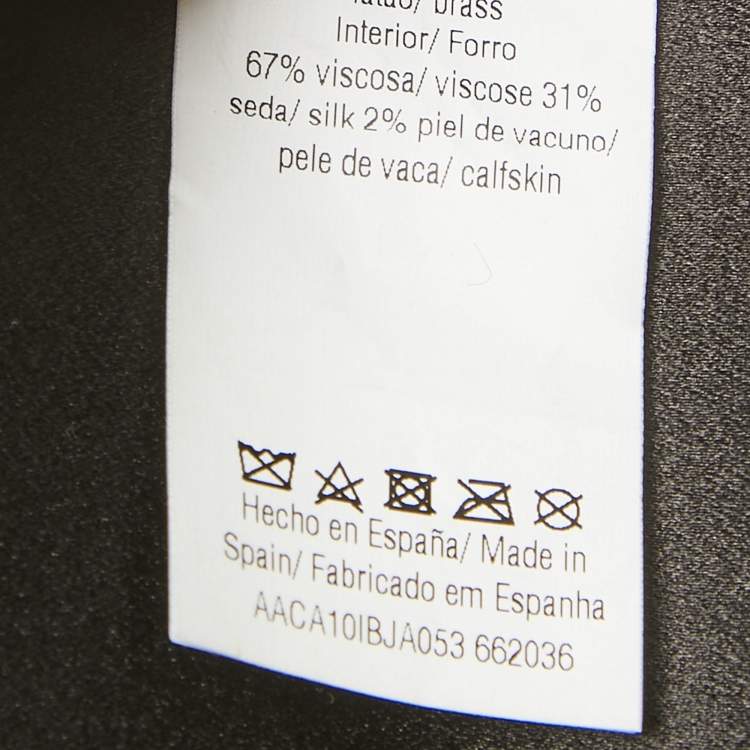 brass
Interior/ Forro
67% viscosa/ viscose 31%
seda/ silk 2% piel de vacuno/
pele de vaca/ calfskin
Hecho en España/ Made in
Spain/ Fabricado em Espanha
AACA10IBJA053 662036